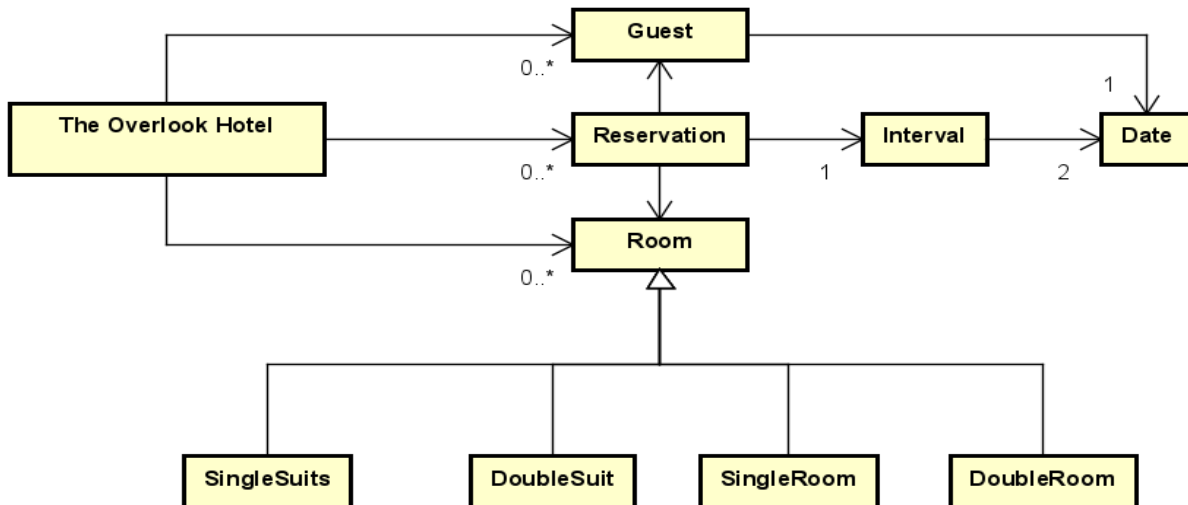 Guest
0..*
1
The Overlook Hotel
Reservation
Interval
Date
0..*
1
2
Room
0..*
SingleSuits
DoubleSuit
SingleRoom
DoubleRoom